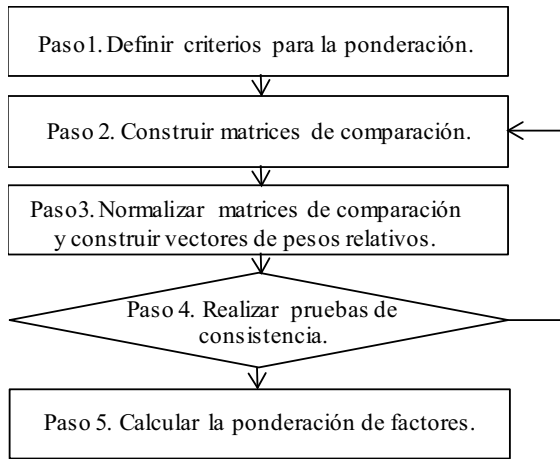 Paso1. Definir criterios para la ponderación.
Paso 2. Construir matrices de comparación.
Paso3. Normalizar matrices de comparación
y construir vectores de pesos relativos.
Paso 4. Realizar pruebas de
consistencia.
Paso 5. Calcular la ponderación de factores.